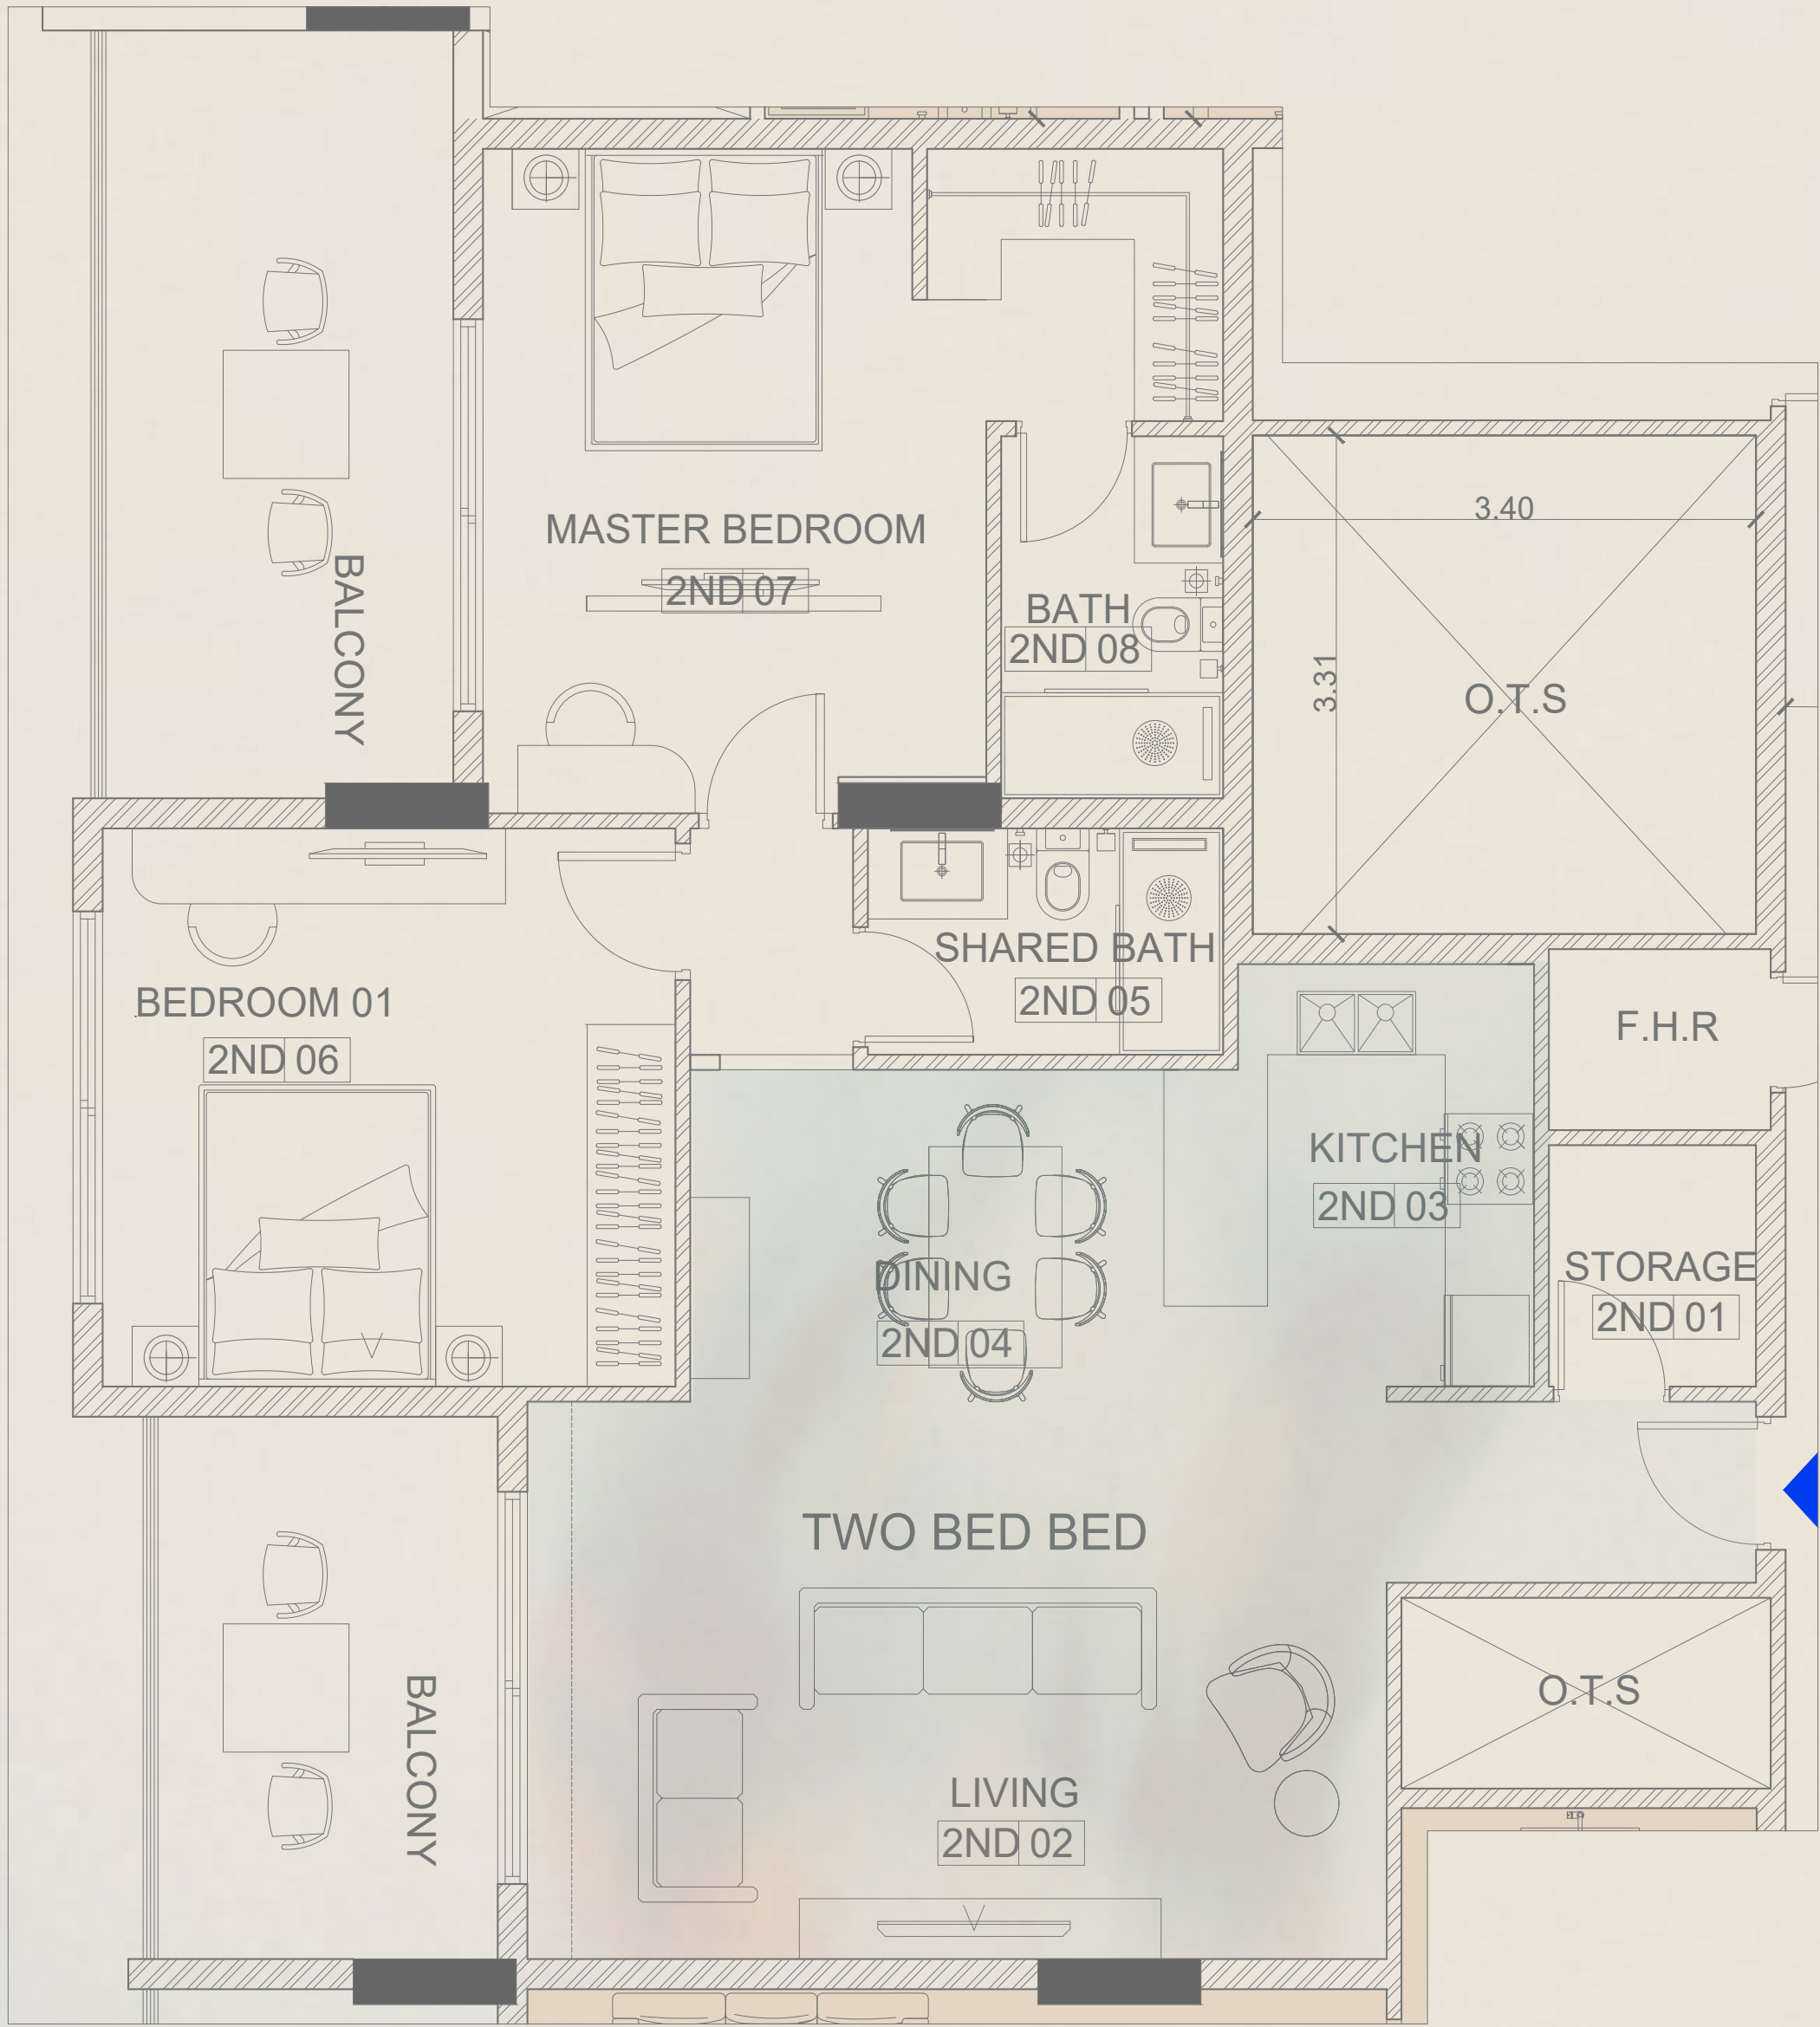 MASTER BEDROOM
2ND 07
BALCONY
BATH
2ND 08
3.40
3.31
O.T.S
SHARED BATH
2ND 05
BEDROOM 01
2ND 06
F.H.R
KITCHEN
2ND 03
STORAGE
2ND 01
DINING
2ND 04
TWO BED BED
O.T.S
BALCONY
LIVING
2ND 02